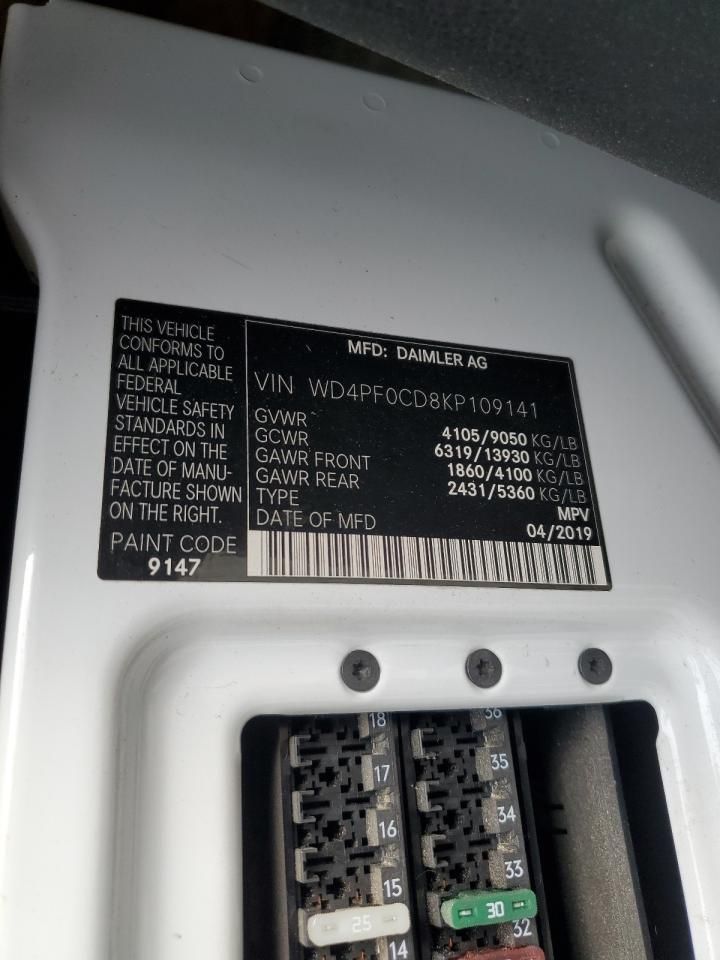 THIS VEHICLE
CONFORMS TO
ALL APPLICABLE
FEDERAL
VEHICLE SAFETY
STANDARDS IN
EFFECT ON THE
DATE OF MANU-
FACTURE SHOWN
ON THE RIGHT.
PAINT CODE
9147
MFD: DAIMLER AG
VIN WD4PF0CD8KP109141
GVWR 4105/9050 KG/LB
GCWR 6319/13930 KG/LB
GAWR FRONT 1860/4100 KG/LB
GAWR REAR 2431/5360 KG/LB
TYPE MPV
DATE OF MFD 04/2019
18
17
16
15
25
14
36
35
34
33
30
32